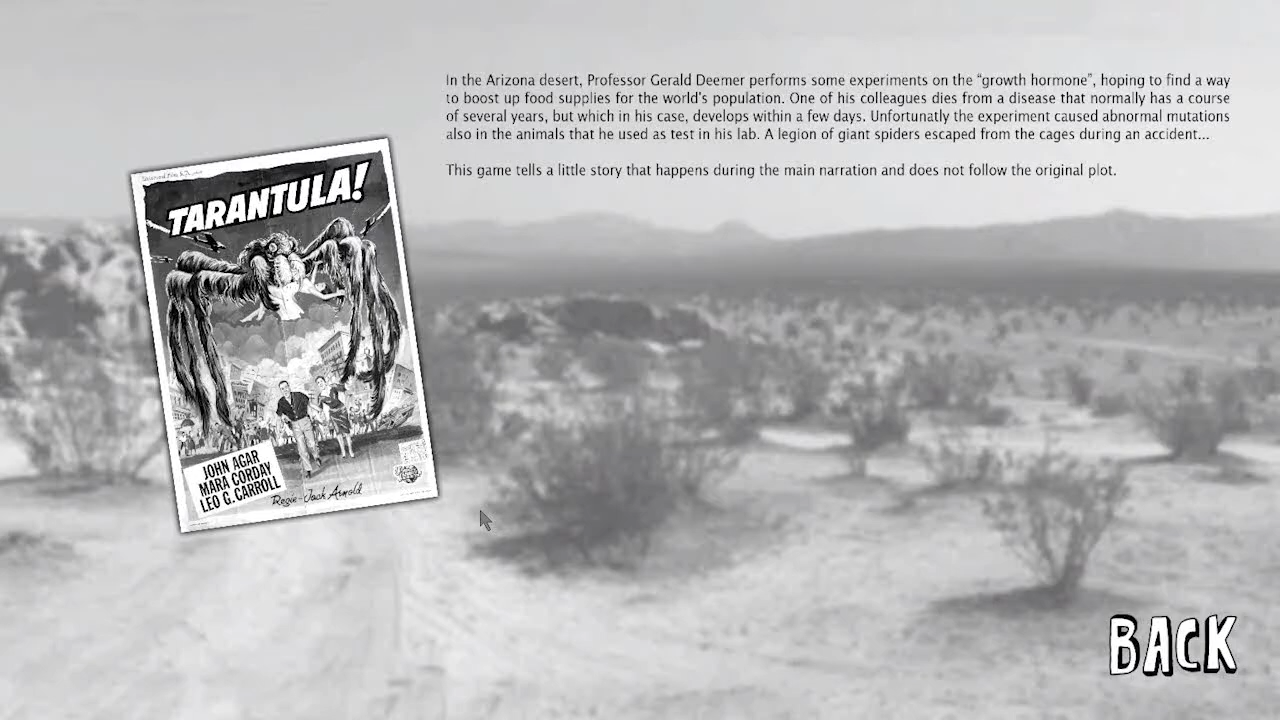 In the Arizona desert, Professor Gerald Deemer performs some experiments on the “growth hormone”, hoping to find a way
to boost up food supplies for the world's population. One of his colleagues dies from a disease that normally has a course
of several years, but which in his case, develops within a few days. Unfortunatly the experiment caused abnormal mutations
also in the animals that he used as test in his lab. A legion of giant spiders escaped from the cages during an accident...
This game tells a little story that happens during the main narration and does not follow the original plot.
TARANTULA!
JOHN AGAR
MARA CORDAY
LEO G. CARROLL
Regie - Jack Arnold
BACK